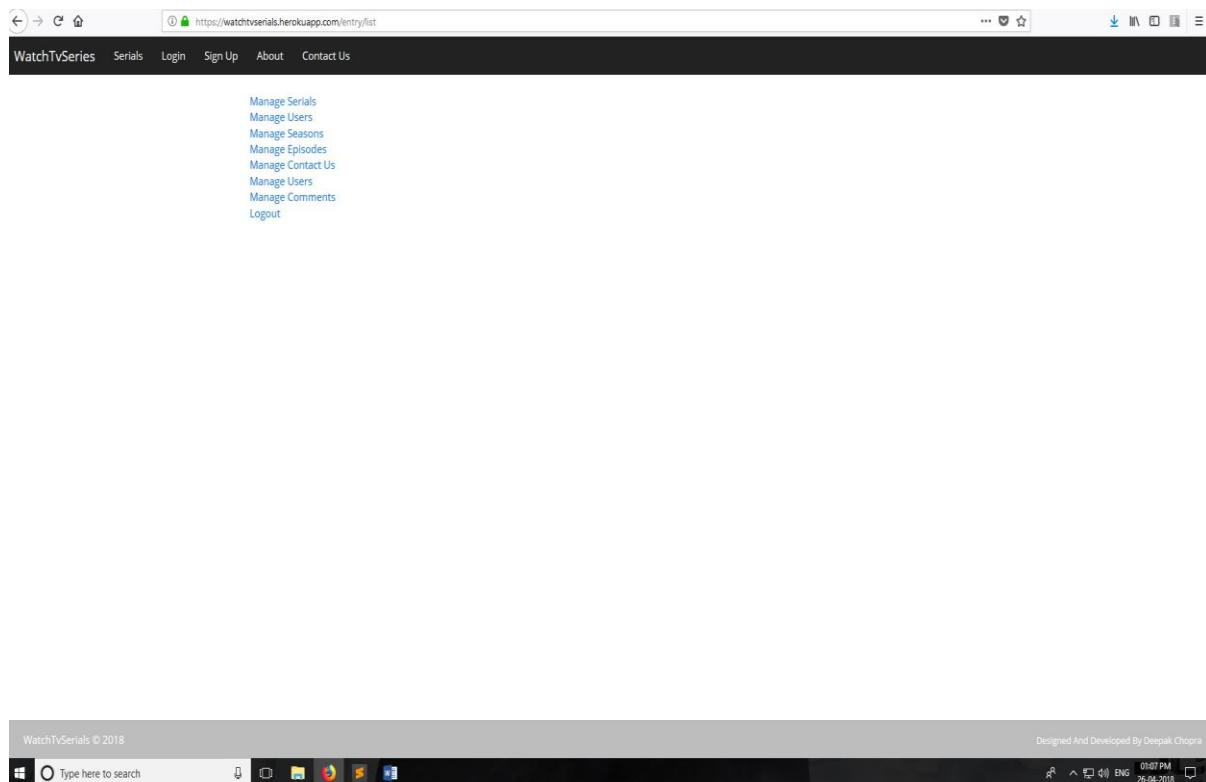 https://watchtvserials.herokuapp.com/entry/list
WatchTvSeries Serials Login Sign Up About Contact Us
Manage Serials
Manage Users
Manage Seasons
Manage Episodes
Manage Contact Us
Manage Users
Manage Comments
Logout
WatchTvSerials © 2018 Designed And Developed By Deepak Chopra
Type here to search ENG 01:07 PM
26-04-2018